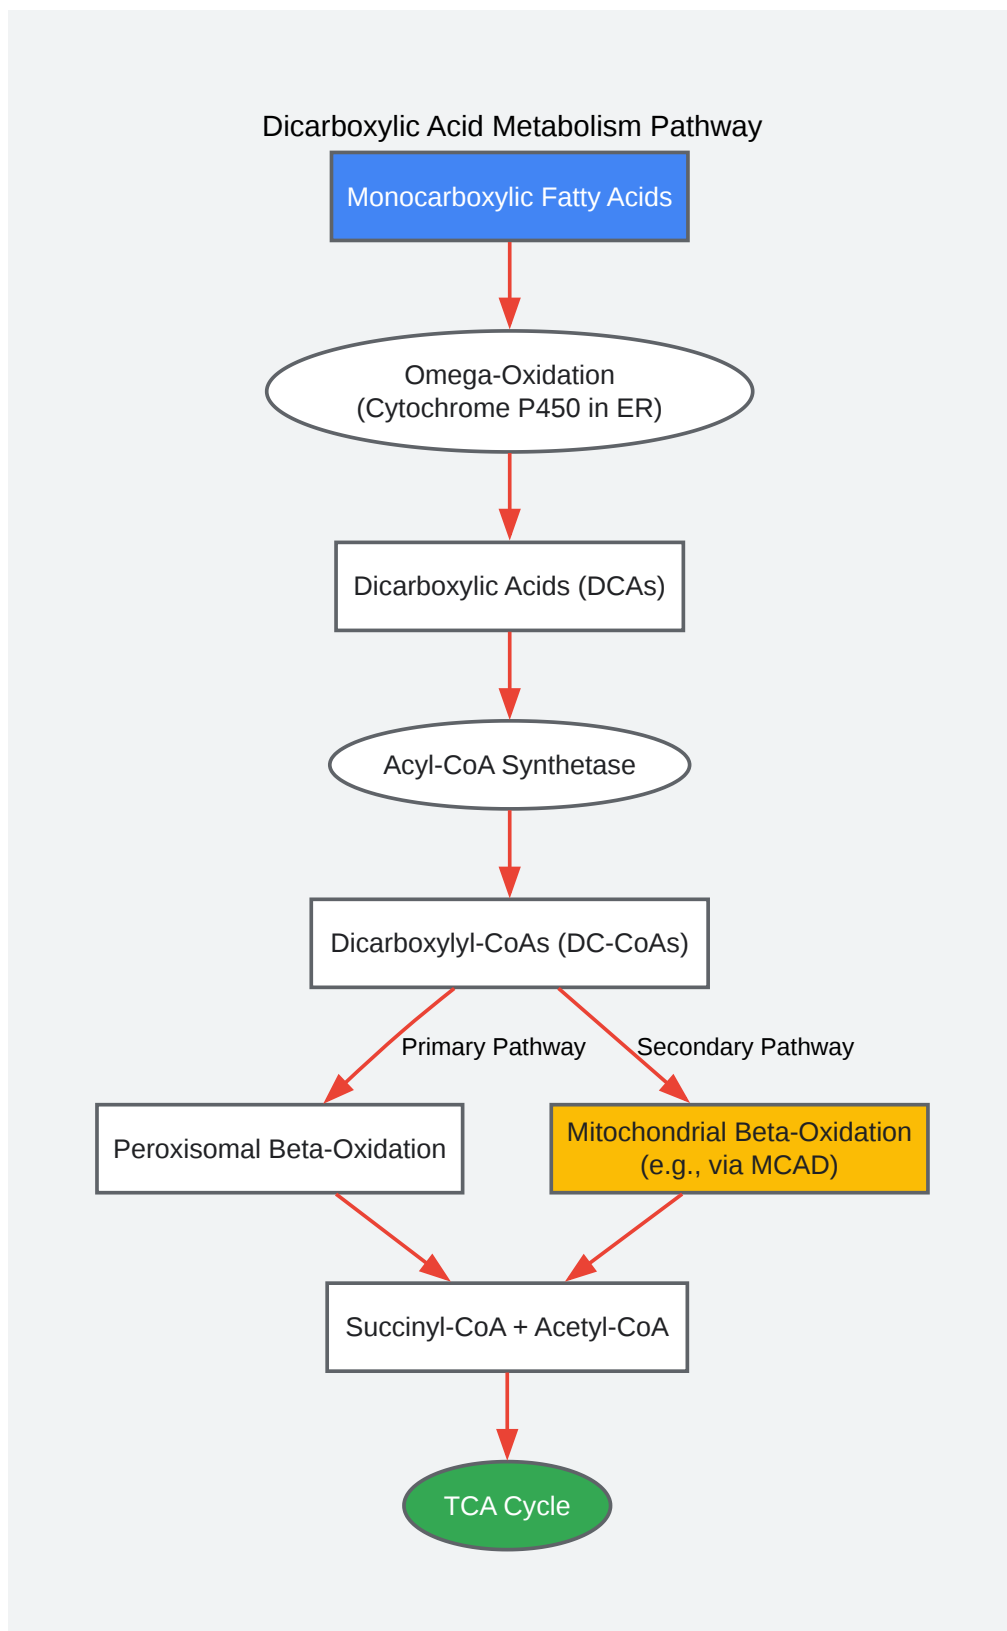 Dicarboxylic Acid Metabolism Pathway
Monocarboxylic Fatty Acids
Omega-Oxidation
(Cytochrome P450 in ER)
Dicarboxylic Acids (DCAs)
Acyl-CoA Synthetase
Dicarboxylyl-CoAs (DC-CoAs)
Primary Pathway
Secondary Pathway
Peroxisomal Beta-Oxidation
Mitochondrial Beta-Oxidation
(e.g., via MCAD)
Succinyl-CoA + Acetyl-CoA
TCA Cycle